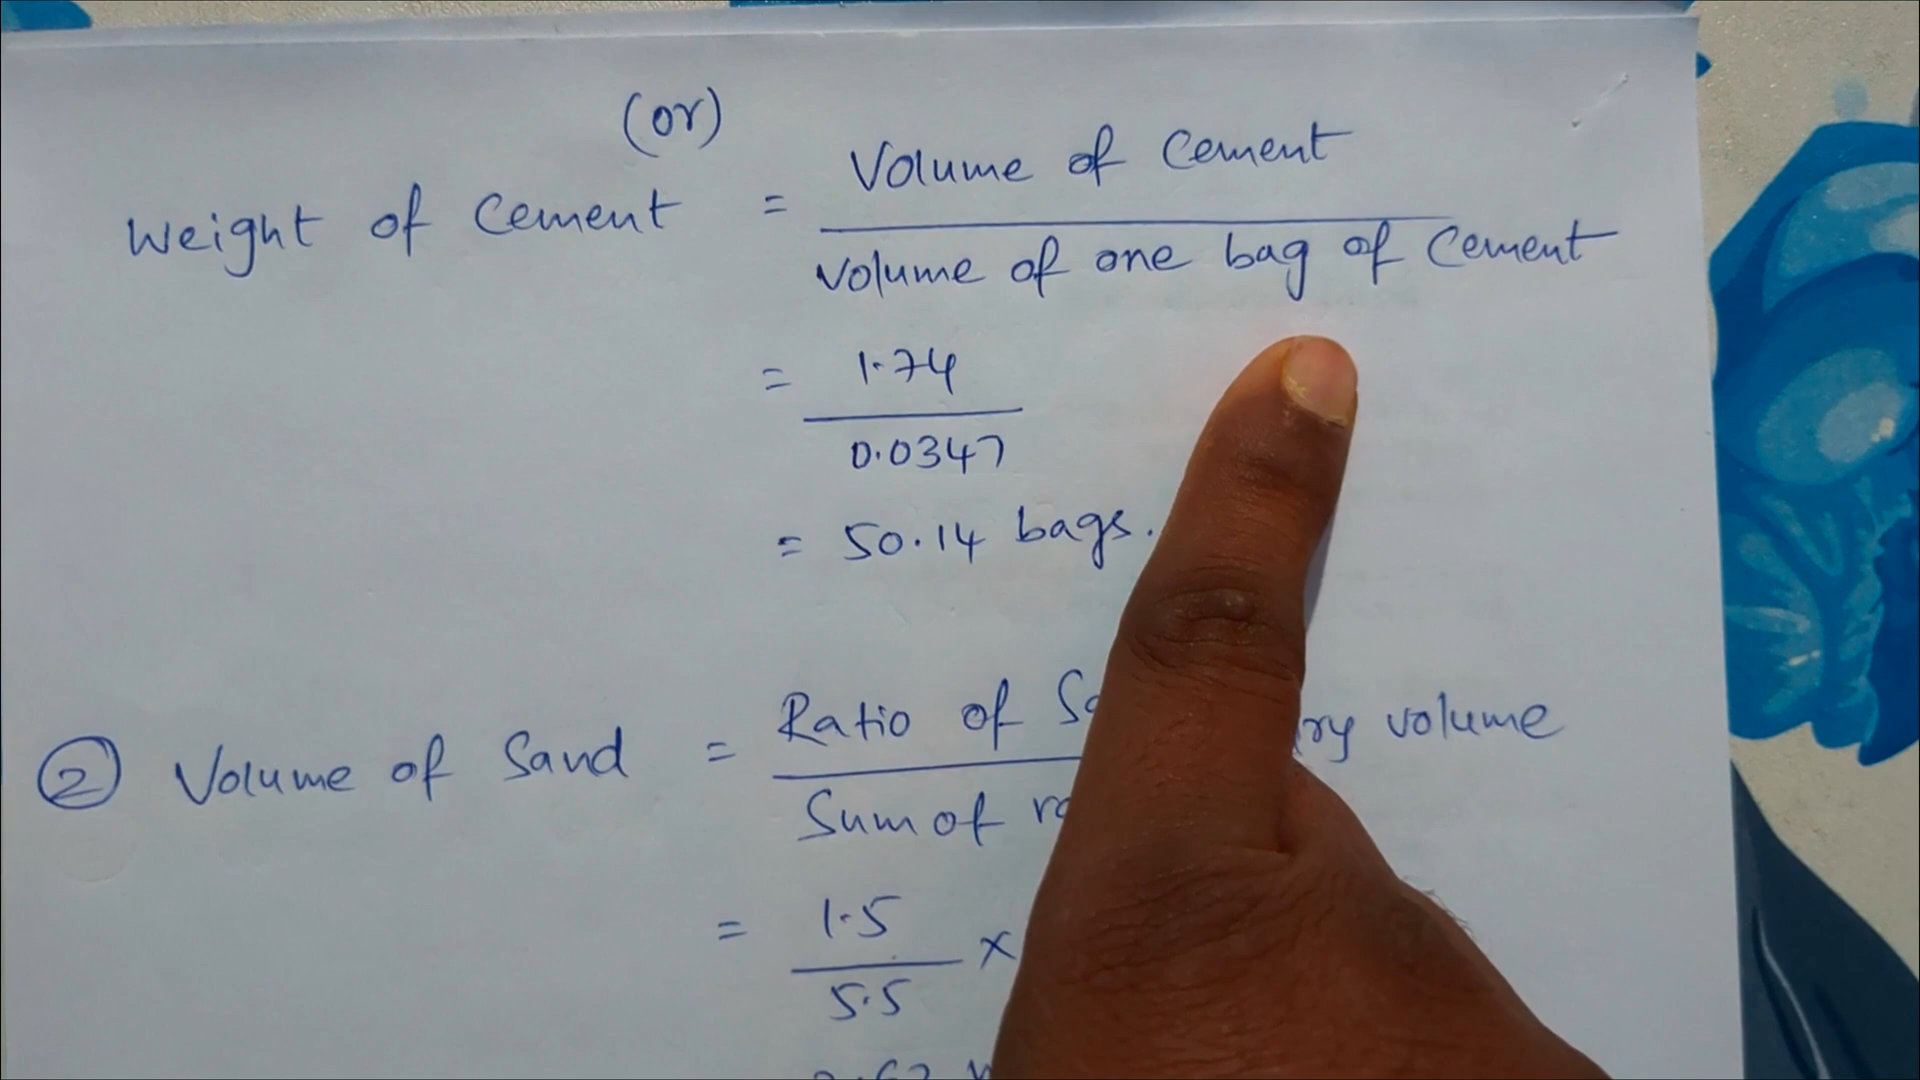 (or)
Weight of Cement = Volume of Cement
Volume of one bag of Cement
= 1.74
0.0347
= 50.14 bags.
② Volume of Sand = Ratio of volume
Sum of
= 1.5 ×
5.5